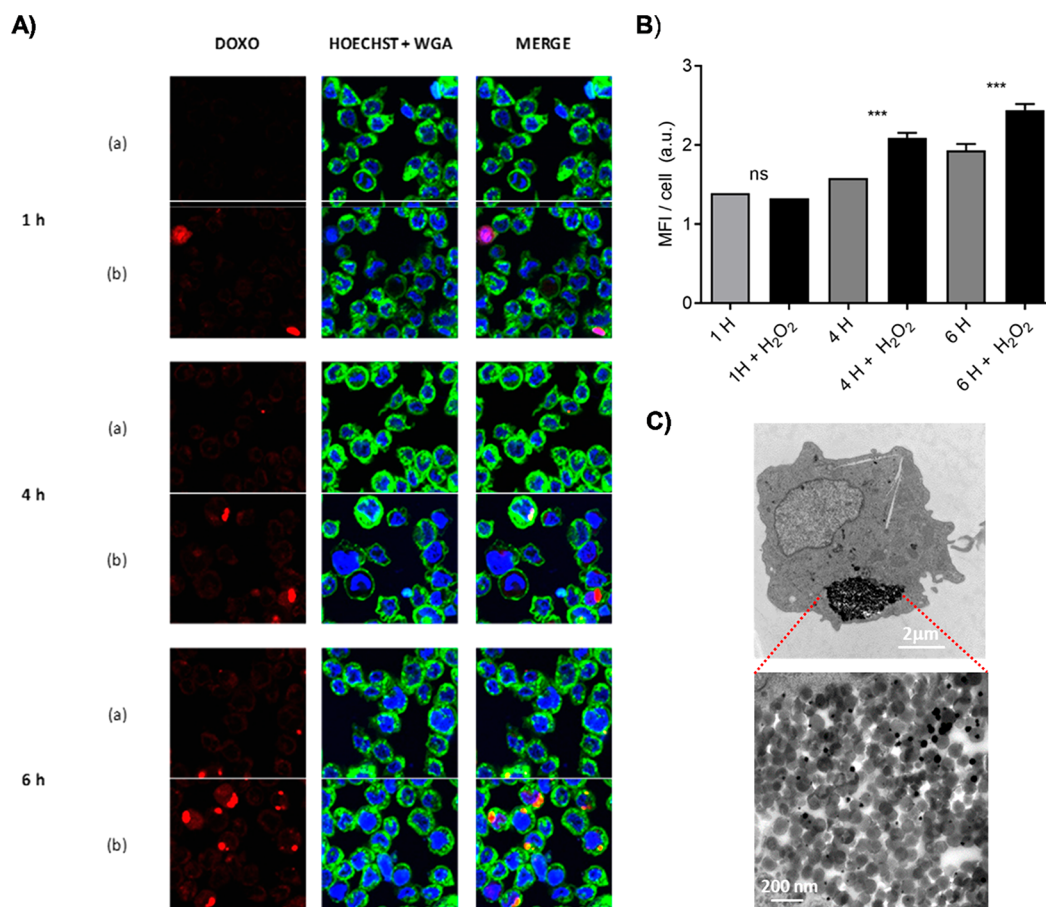 A)
DOXO
HOECHST + WGA
MERGE
(a)
1 h
(b)
(a)
4 h
(b)
(a)
6 h
(b)
B)
3
2
1
0
MFI / cell (a.u.)
ns
***
***
1 H
1H + H₂O₂
4 H
4 H + H₂O₂
6 H
6 H + H₂O₂
C)
2μm
200 nm